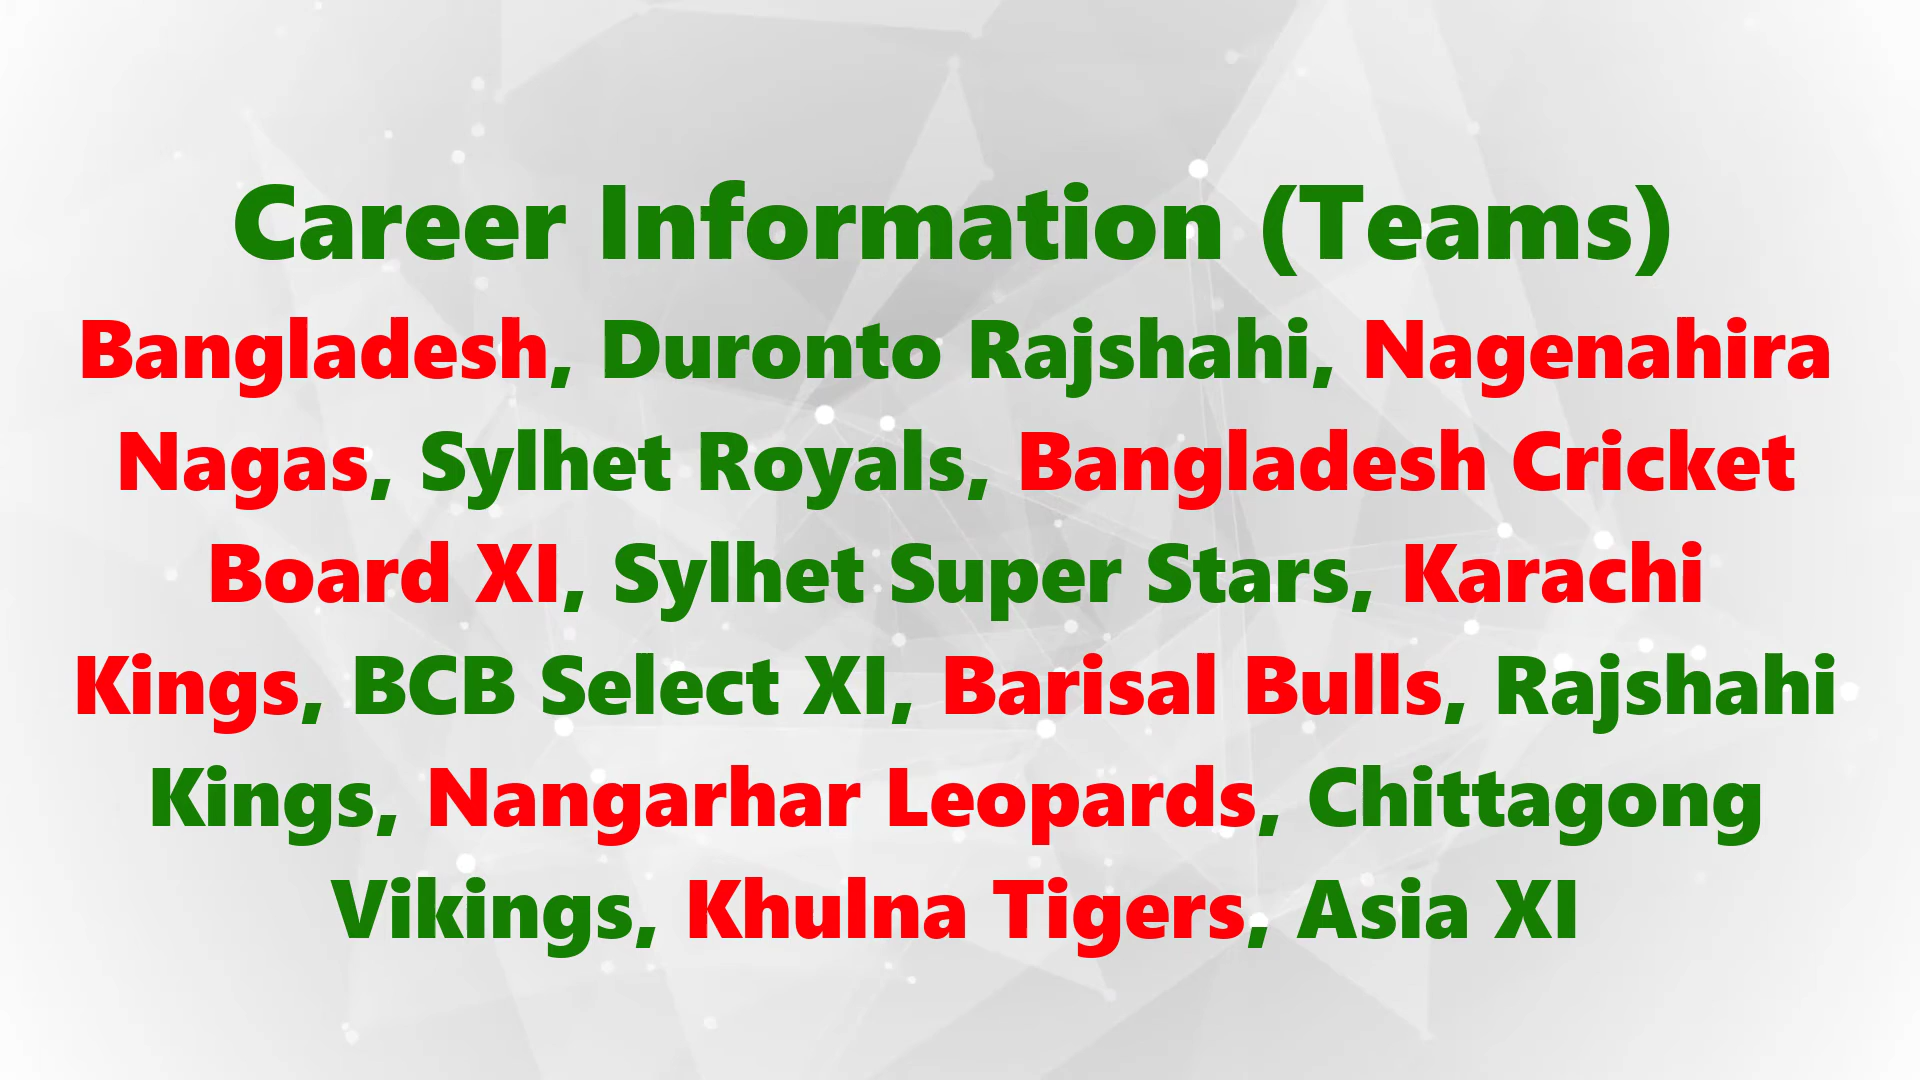 Career Information (Teams)
Bangladesh, Duronto Rajshahi, Nagenahira
Nagas, Sylhet Royals, Bangladesh Cricket
Board XI, Sylhet Super Stars, Karachi
Kings, BCB Select XI, Barisal Bulls, Rajshahi
Kings, Nangarhar Leopards, Chittagong
Vikings, Khulna Tigers, Asia XI